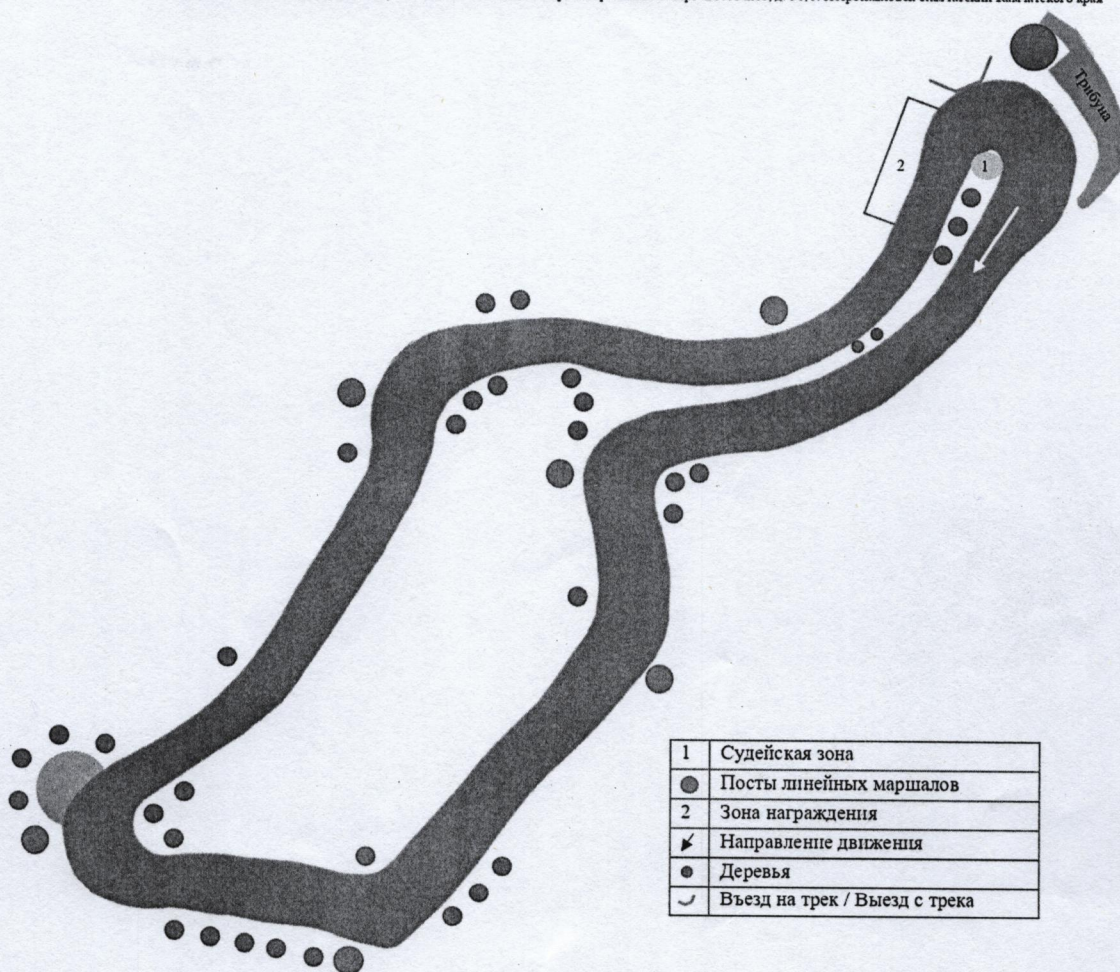 края
Трибуна
2
1
1 Судейская зона
Посты линейных маршалов
2 Зона награждения
Направление движения
Деревья
Въезд на трек / Выезд с трека